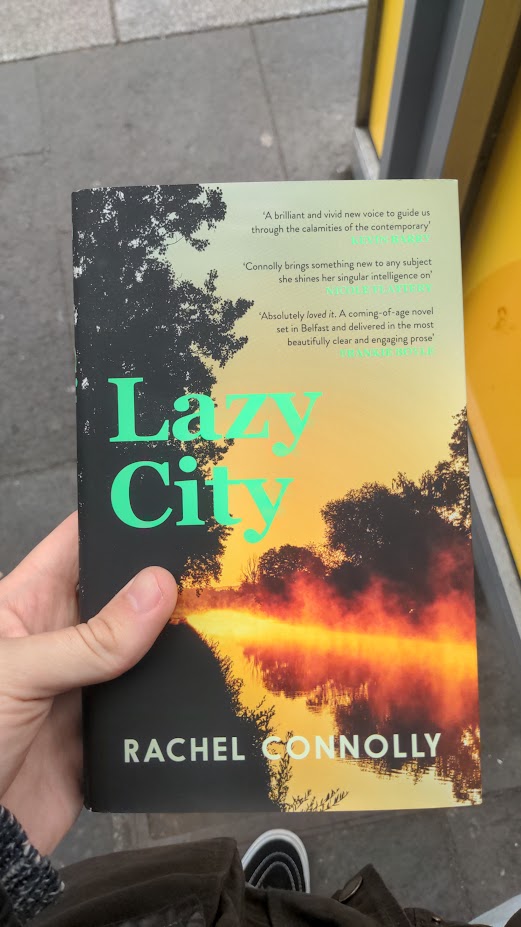 'A brilliant and vivid new voice to guide us
through the calamities of the contemporary'
KEVIN BARRY
'Connolly brings something new to any subject
she shines her singular intelligence on'
'Absolutely loved it. A coming-of-age novel
set in Belfast and delivered in the most
beautifully clear and engaging prose'
Lazy
City
RACHEL CONNOLLY